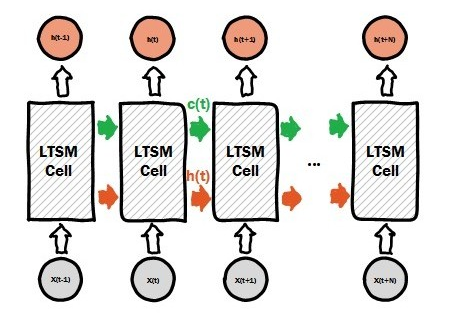 h(t-1) h(t) h(t+1) h(t+N)
c(t)
LTSM LTSM LTSM LTSM
Cell Cell Cell Cell
...
h(t)
X(t-1) X(t) X(t+1) X(t+N)